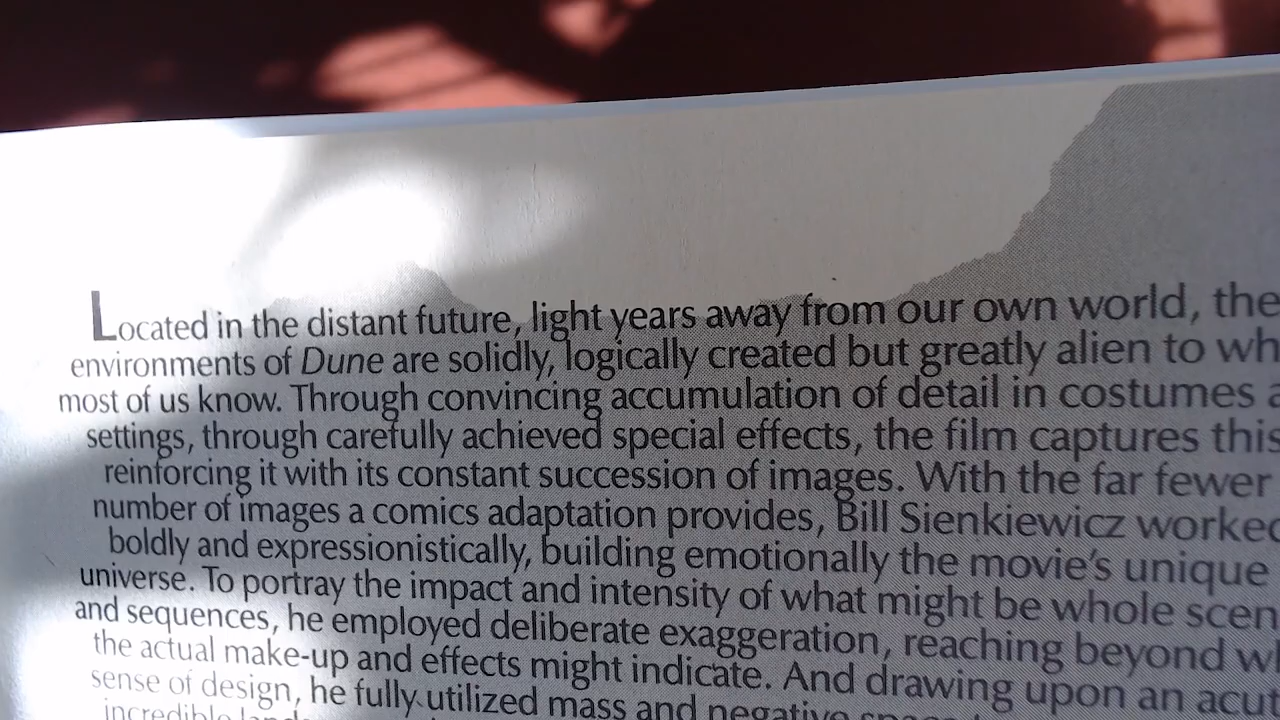 Located in the distant future, light years away from our own world, the
environments of Dune are solidly, logically created but greatly alien to wh
most of us know. Through convincing accumulation of detail in costumes a
settings, through carefully achieved special effects, the film captures this
reinforcing it with its constant succession of images. With the far fewer
number of images a comics adaptation provides, Bill Sienkiewicz worked
boldly and expressionistically, building emotionally the movie's unique
universe. To portray the impact and intensity of what might be whole scen
and sequences, he employed deliberate exaggeration, reaching beyond wh
the actual make-up and effects might indicate. And drawing upon an acut
sense of design, he fully utilized mass and negative space
incredible